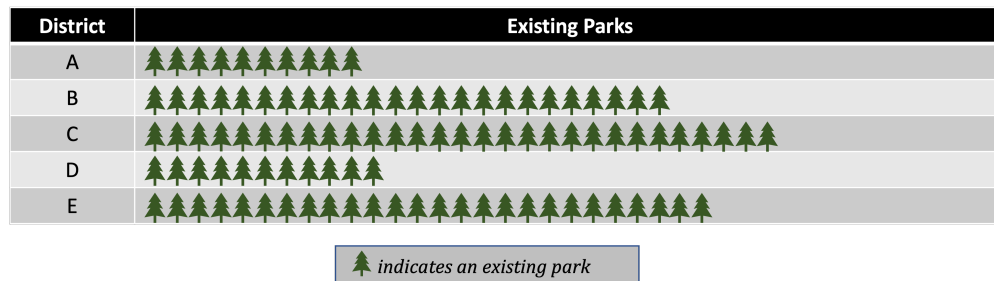 District Existing Parks
A
B
C
D
E
indicates an existing park